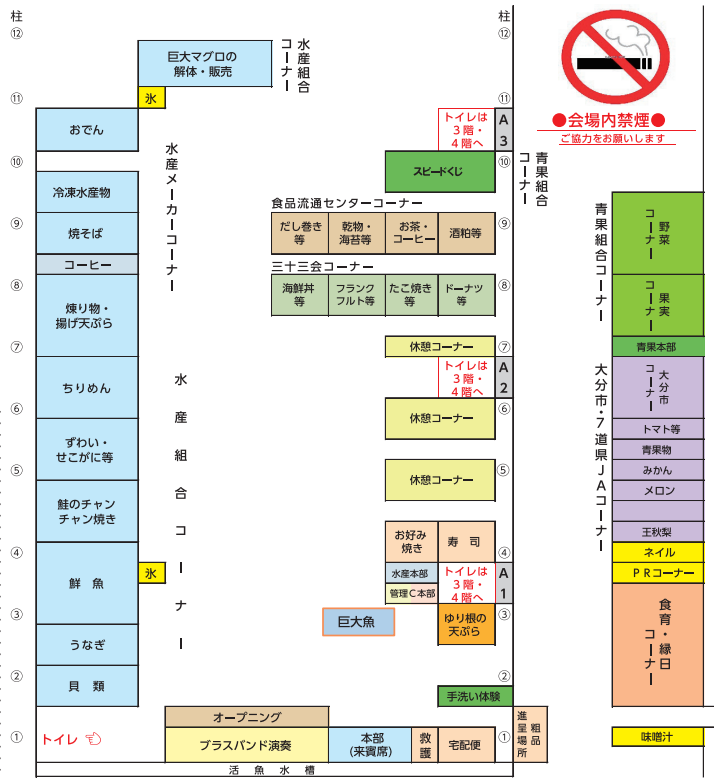 柱
⑫
⑪
⑩
⑨
⑧
⑦
⑥
⑤
④
③
②
①
巨大マグロの
解体・販売
水産組合
コーナー
氷
おでん
冷凍水産物
焼そば
コーヒー
煉り物・
揚げ天ぷら
ちりめん
ずわい・
せこがに等
鮭のチャン
チャン焼き
鮮 魚
氷
うなぎ
貝 類
トイレ
水産メーカーコーナー
水産組合コーナー
トイレは
3階・
4階へ
A
3
スピードくじ
食品流通センターコーナー
だし巻き
等
乾物・
海苔等
お茶・
コーヒー
酒粕等
三十三会コーナー
海鮮丼
等
フランク
フルト等
たこ焼き
等
ドーナツ
等
休憩コーナー
トイレは
3階・
4階へ
A
2
休憩コーナー
休憩コーナー
お好み
焼き
寿 司
水産本部
管理C本部
トイレは
3階・
4階へ
A
1
巨大魚
ゆり根の
天ぷら
手洗い体験
オープニング
ブラスバンド演奏
本部
(来賓席)
救護
宅配便
粗品
進呈場所
活魚水槽
柱
⑫
⑪
⑩
⑨
⑧
⑦
⑥
⑤
④
③
②
①
●会場内禁煙●
ご協力をお願いします
青果組合
コーナー
青果組合コーナー
野菜
コーナー
果実
コーナー
青果本部
大分市・7道県JAコーナー
大分市
コーナー
トマト等
青果物
みかん
メロン
王秋梨
ネイル
PRコーナー
食育・縁日
コーナー
味噌汁